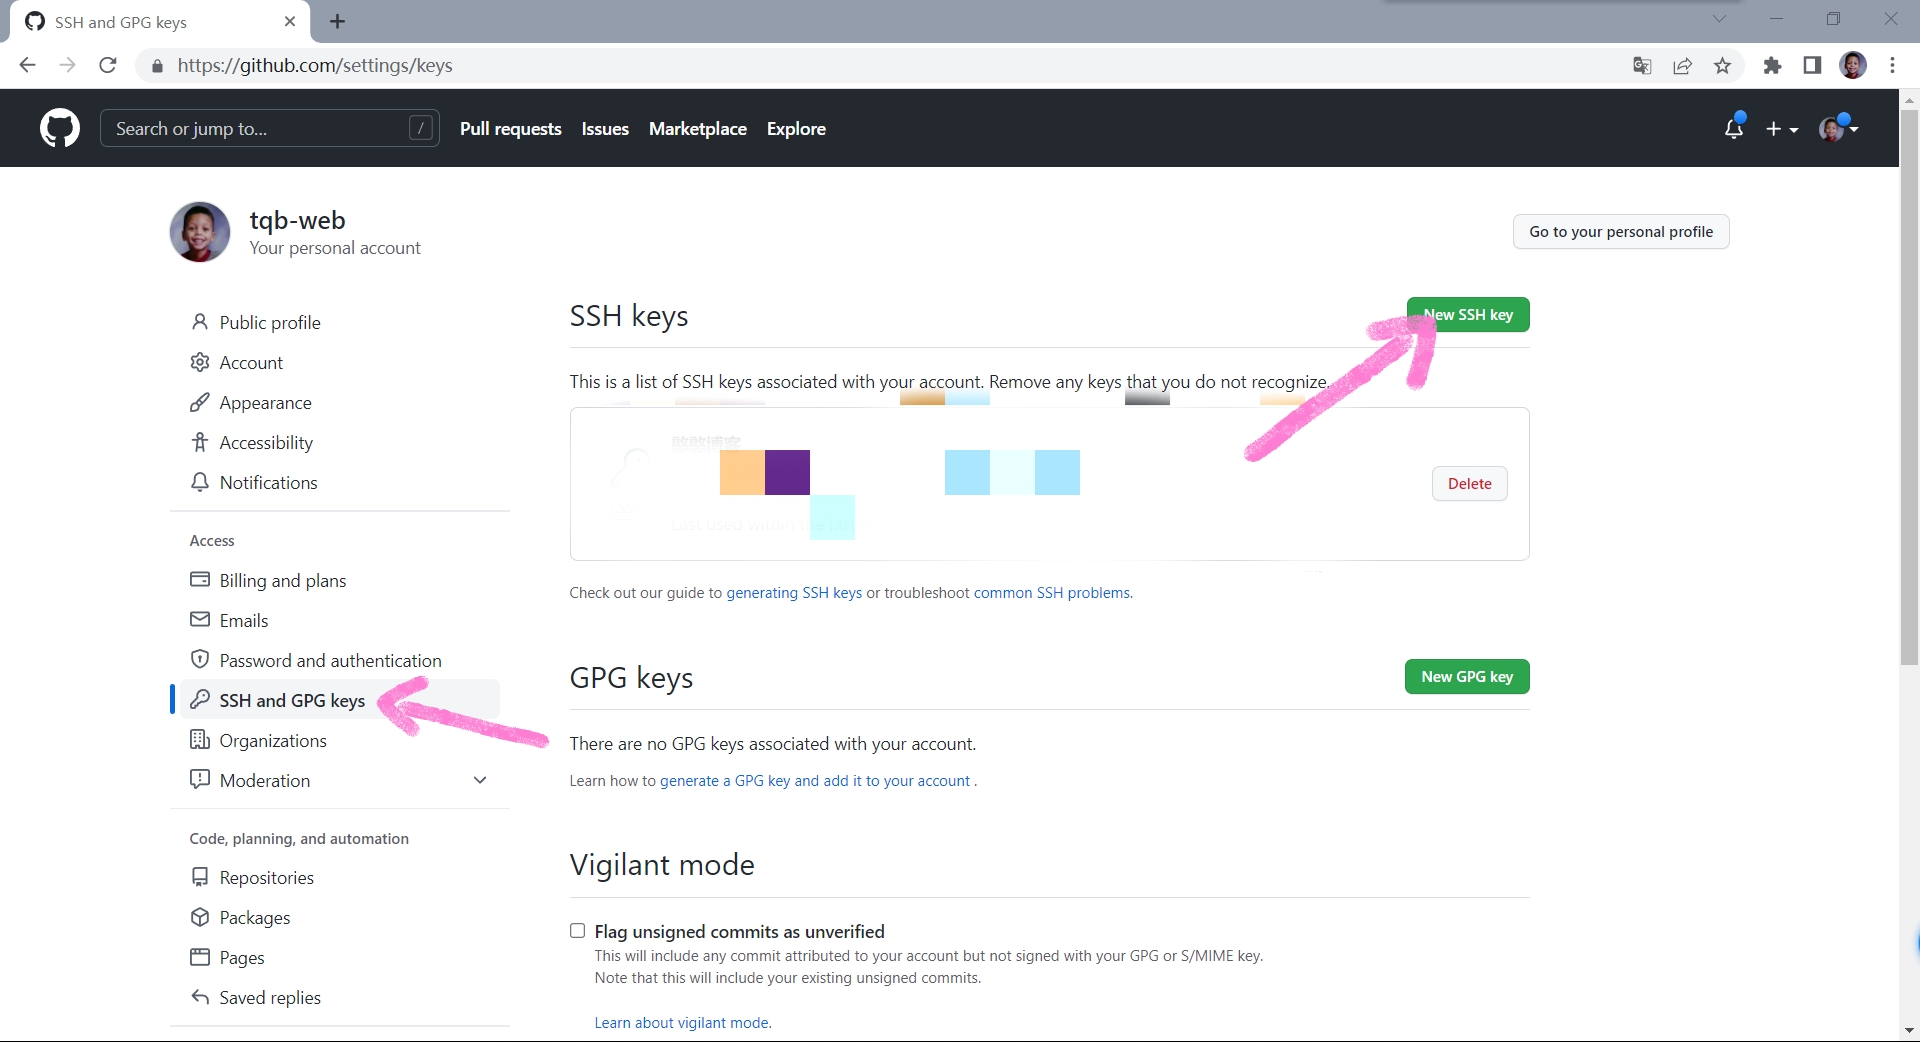 SSH and GPG keys
https://github.com/settings/keys
Search or jump to...
/
Pull requests
Issues
Marketplace
Explore
tqb-web
Your personal account
Go to your personal profile
Public profile
Account
Appearance
Accessibility
Notifications
Access
Billing and plans
Emails
Password and authentication
SSH and GPG keys
Organizations
Moderation
Code, planning, and automation
Repositories
Packages
Pages
Saved replies
SSH keys
New SSH key
This is a list of SSH keys associated with your account. Remove any keys that you do not recognize.
Last used within the
Delete
Check out our guide to generating SSH keys or troubleshoot common SSH problems.
GPG keys
New GPG key
There are no GPG keys associated with your account.
Learn how to generate a GPG key and add it to your account .
Vigilant mode
Flag unsigned commits as unverified
This will include any commit attributed to your account but not signed with your GPG or S/MIME key.
Note that this will include your existing unsigned commits.
Learn about vigilant mode.